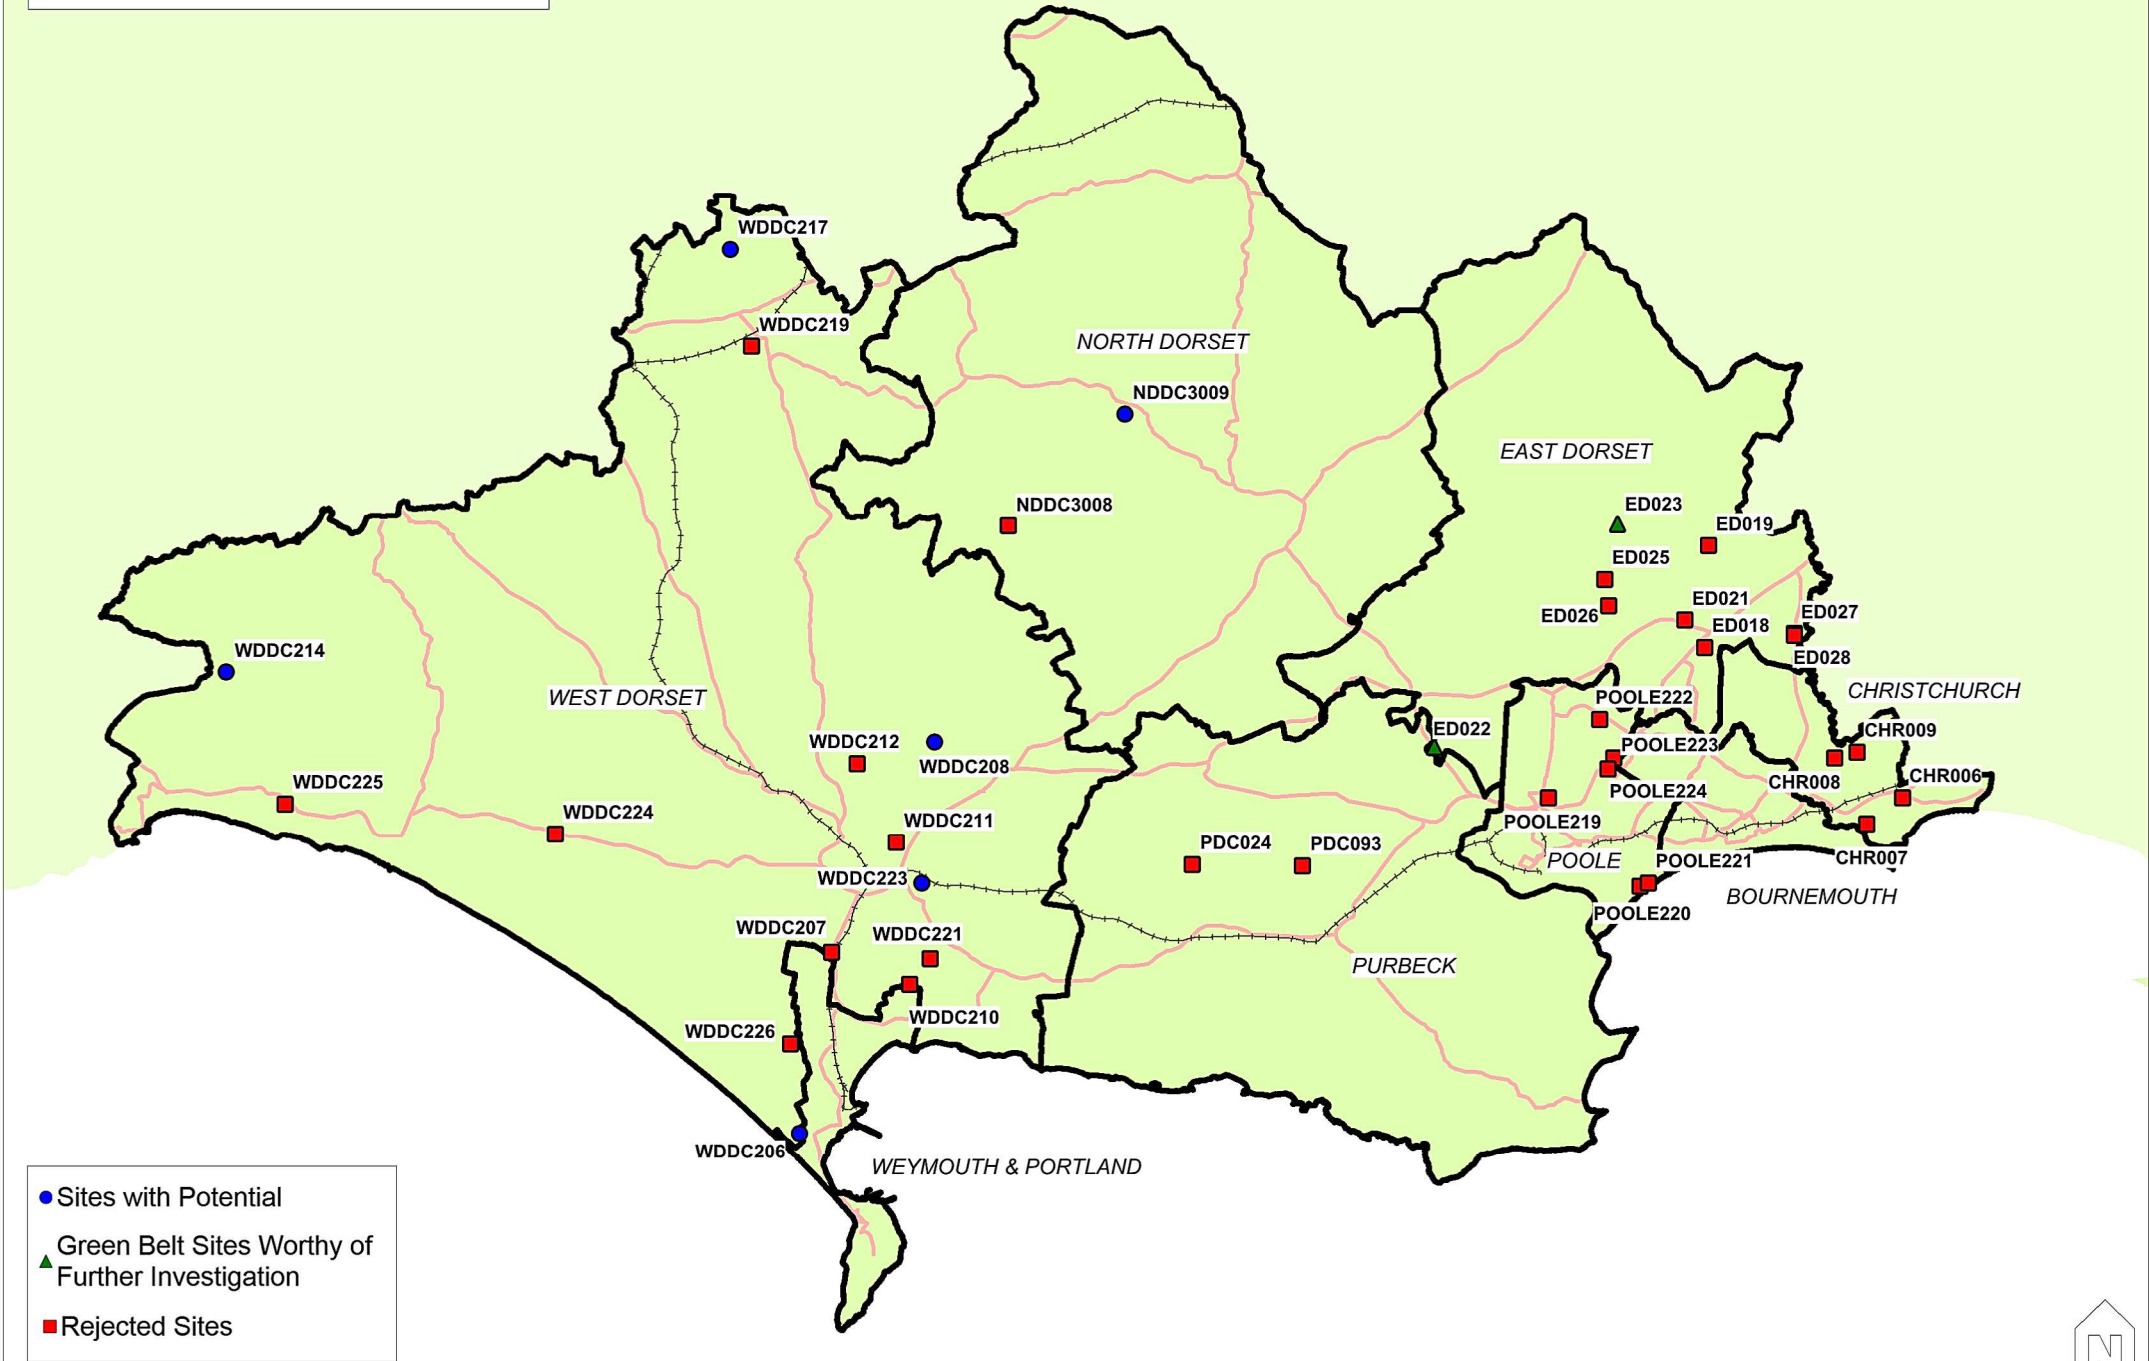 WDDC217
WDDC219
NORTH DORSET
NDDC3009
EAST DORSET
NDDC3008
ED023
ED019
ED025
ED026
ED021
ED027
ED018
ED028
WDDC214
WEST DORSET
CHRISTCHURCH
POOLE222
ED022
CHR009
WDDC212
POOLE223
WDDC208
CHR008
CHR006
WDDC225
POOLE224
WDDC224
WDDC211
POOLE219
PDC024
PDC093
POOLE
POOLE221
CHR007
WDDC223
BOURNEMOUTH
POOLE220
WDDC207
WDDC221
PURBECK
WDDC210
WDDC226
WDDC206
WEYMOUTH & PORTLAND
Sites with Potential
Green Belt Sites Worthy of
Further Investigation
Rejected Sites
N